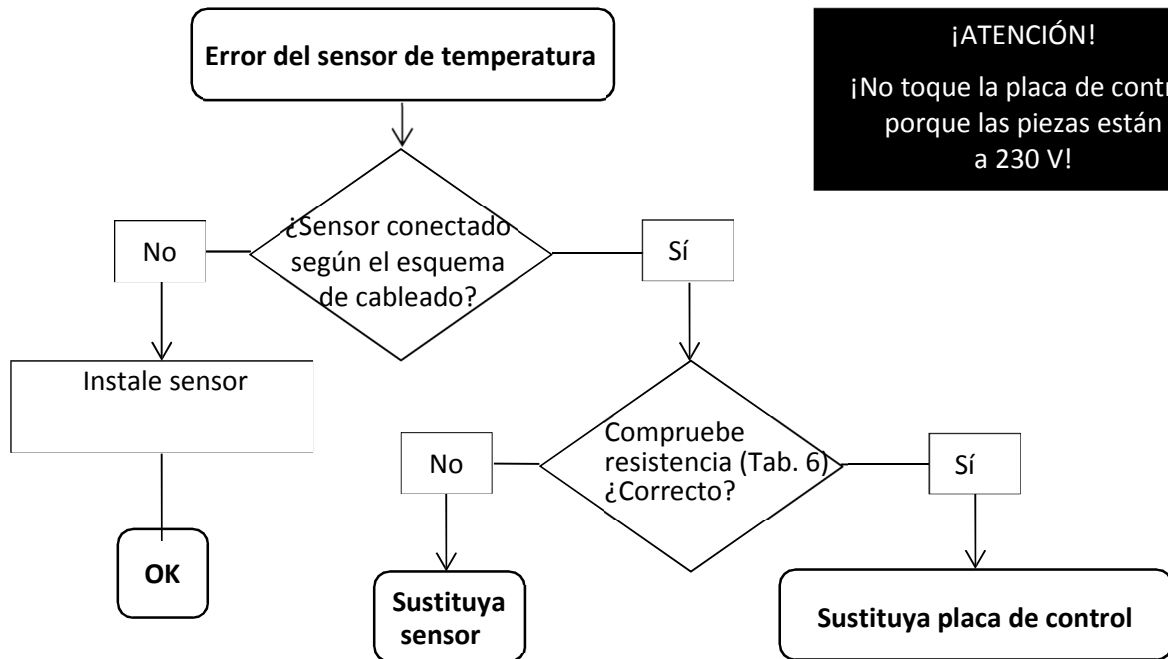 Error del sensor de temperatura
¡ATENCIÓN!
¡No toque la placa de contr
porque las piezas están
a 230 V!
¿Sensor conectado
según el esquema
de cableado?
No
Sí
Instale sensor
Compruebe
resistencia (Tab. 6)
¿Correcto?
No
Sí
OK
Sustituya
sensor
Sustituya placa de control